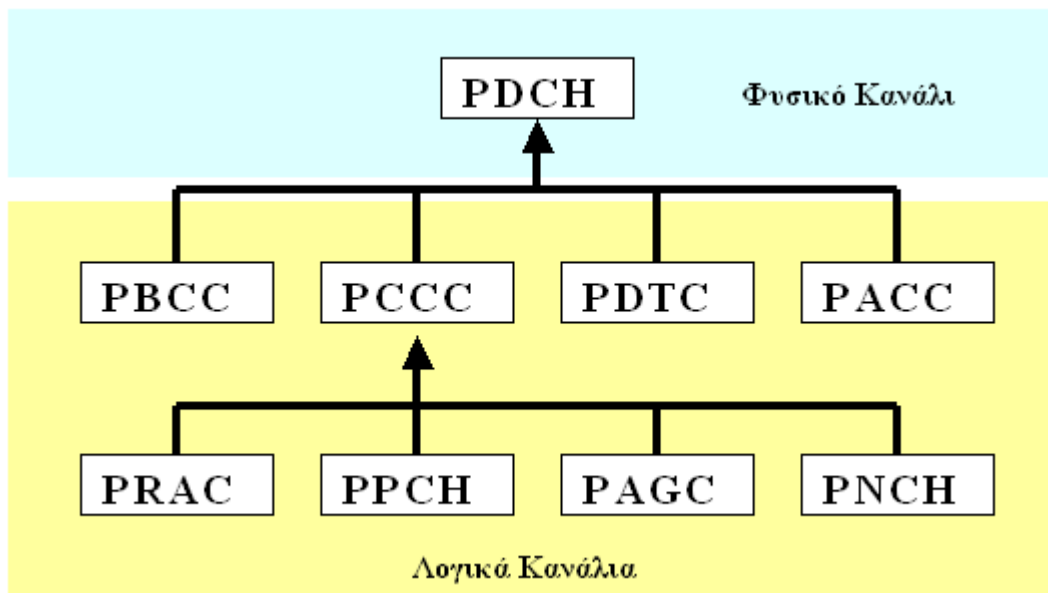 PDCH
Φυσικό Κανάλι
PBCC
PCCC
PDTC
PACC
PRAC
PPCH
PAGC
PNCH
Λογικά Κανάλια